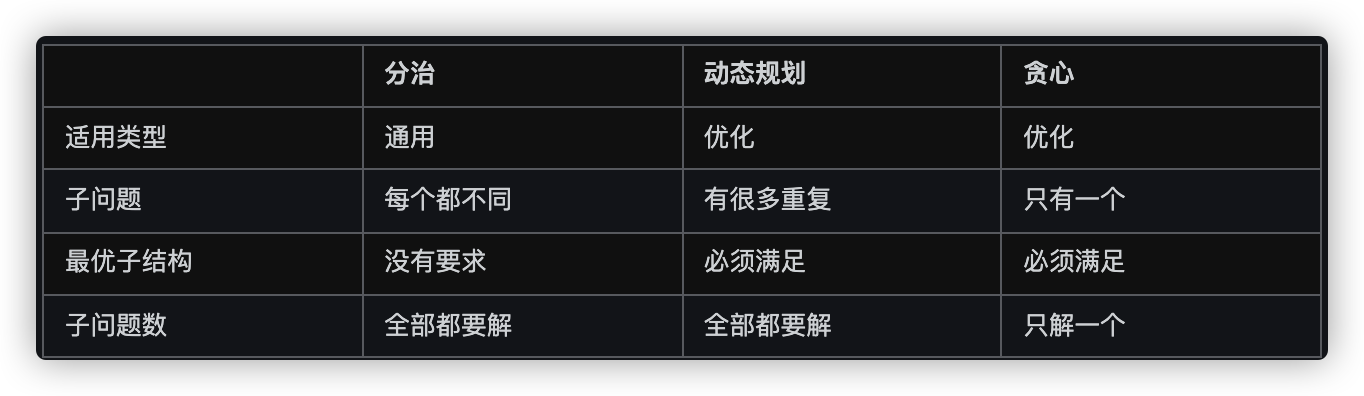 分治 动态规划 贪心
适用类型 通用 优化 优化
子问题 每个都不同 有很多重复 只有一个
最优子结构 没有要求 必须满足 必须满足
子问题数 全部都要解 全部都要解 只解一个